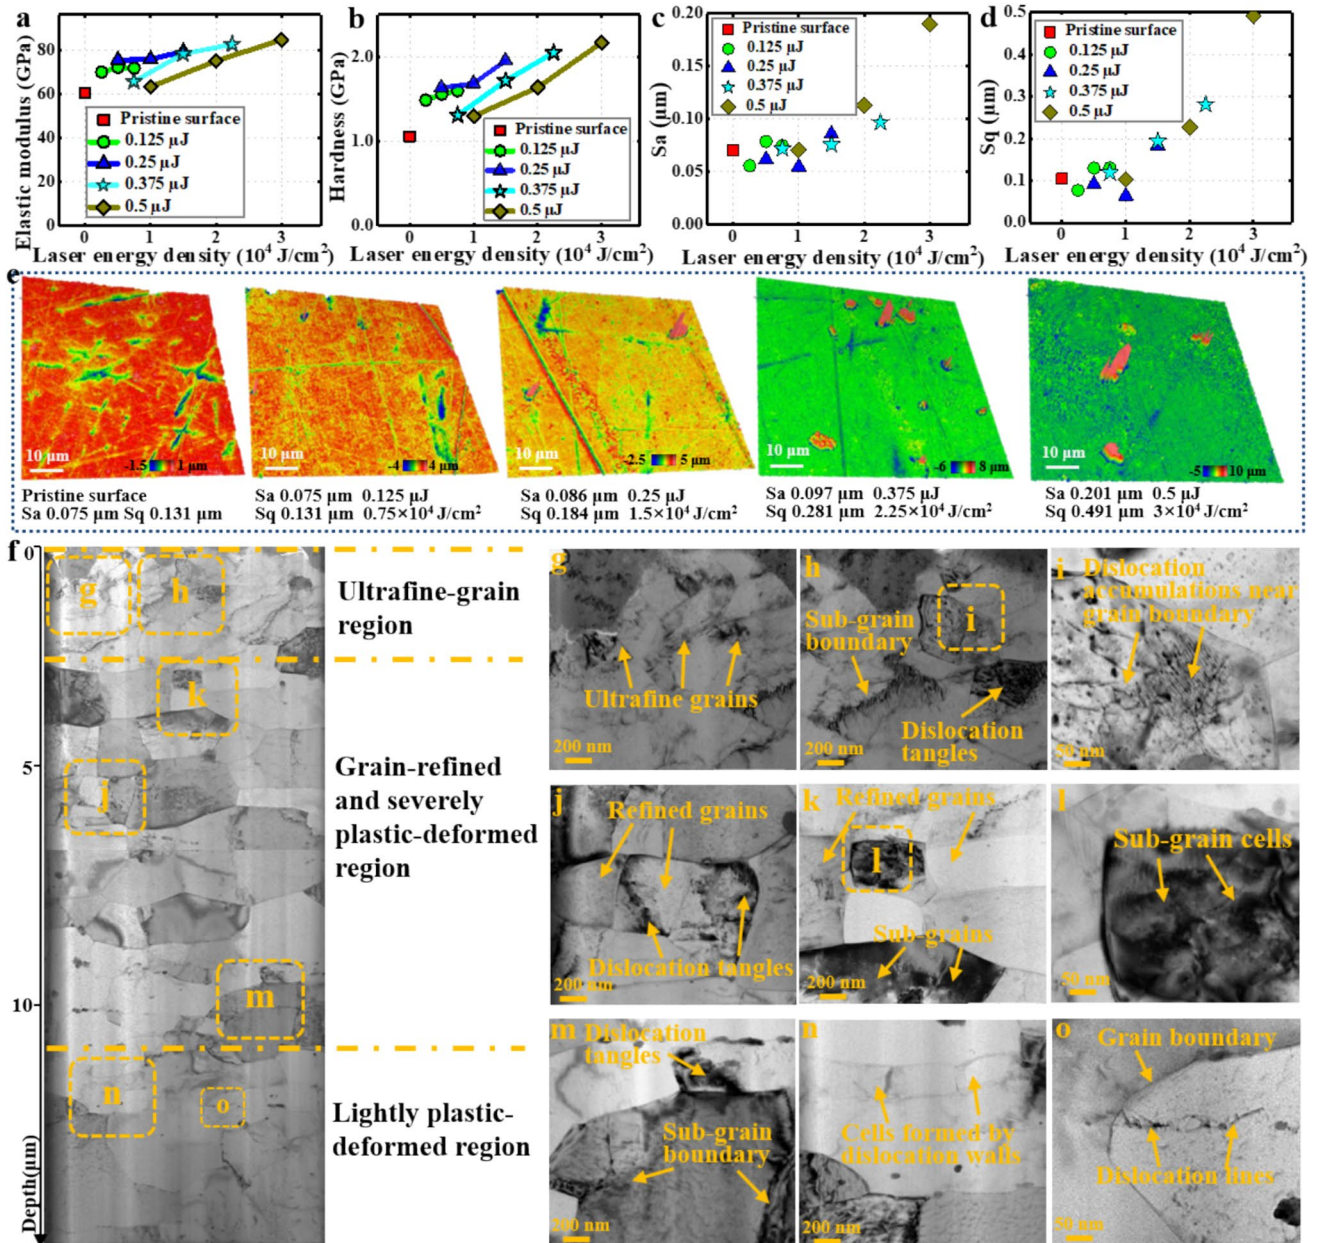 a
Elastic modulus (GPa)
80
60
40
20
0
Pristine surface
0.125 μJ
0.25 μJ
0.375 μJ
0.5 μJ
0 1 2 3
Laser energy density (10⁴ J/cm²)
b
Hardness (GPa)
2.0
1.0
0.0
Pristine surface
0.125 μJ
0.25 μJ
0.375 μJ
0.5 μJ
0 1 2 3
Laser energy density (10⁴ J/cm²)
c
Sa (μm)
0.20
0.15
0.10
0.05
0.00
Pristine surface
0.125 μJ
0.25 μJ
0.375 μJ
0.5 μJ
0 1 2 3
Laser energy density (10⁴ J/cm²)
d
Sq (μm)
0.5
0.4
0.3
0.2
0.1
0.0
Pristine surface
0.125 μJ
0.25 μJ
0.375 μJ
0.5 μJ
0 1 2 3
Laser energy density (10⁴ J/cm²)
e
10 μm -1.5 1 μm
Pristine surface
Sa 0.075 μm Sq 0.131 μm
10 μm -4 4 μm
Sa 0.075 μm 0.125 μJ
Sq 0.131 μm 0.75×10⁴ J/cm²
10 μm -2.5 5 μm
Sa 0.086 μm 0.25 μJ
Sq 0.184 μm 1.5×10⁴ J/cm²
10 μm -6 8 μm
Sa 0.097 μm 0.375 μJ
Sq 0.281 μm 2.25×10⁴ J/cm²
10 μm -5 10 μm
Sa 0.201 μm 0.5 μJ
Sq 0.491 μm 3×10⁴ J/cm²
f
0
5
10
Depth(μm)
g
h
k
j
m
n
o
Ultrafine-grain
region
Grain-refined
and severely
plastic-deformed
region
Lightly plastic-
deformed region
g
Ultrafine grains
200 nm
h
Sub-grain
boundary
i
Dislocation
tangles
200 nm
i
Dislocation
accumulations near
grain boundary
50 nm
j
Refined grains
Dislocation tangles
200 nm
k
Refined grains
l
Sub-grains
200 nm
l
Sub-grain cells
50 nm
m
Dislocation
tangles
Sub-grain
boundary
200 nm
n
Cells formed by
dislocation walls
200 nm
o
Grain boundary
Dislocation lines
50 nm